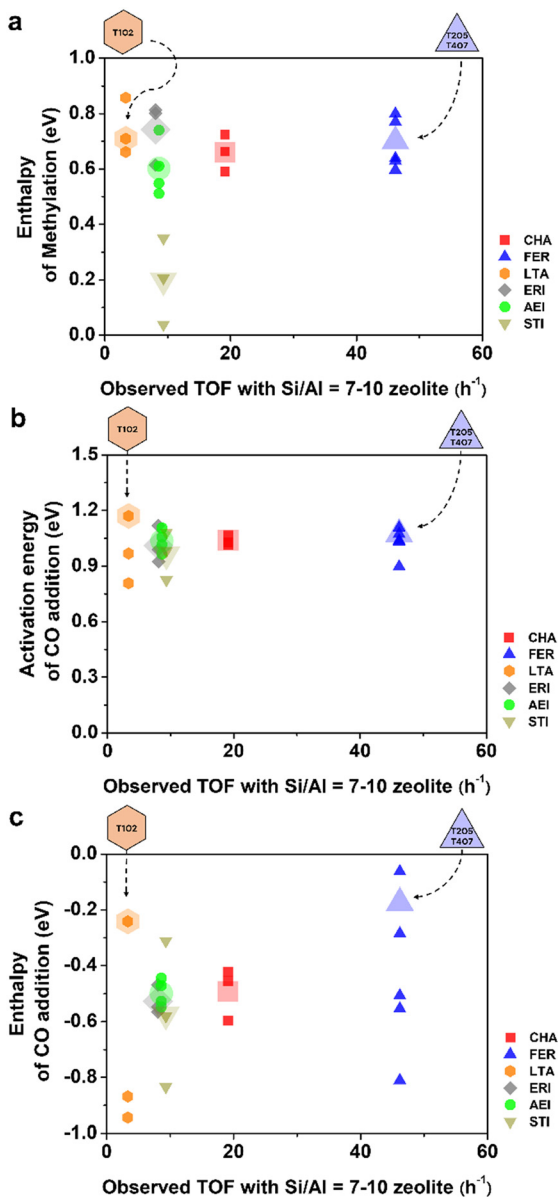 a
T102
T205
T407
1.0
0.8
0.6
0.4
0.2
0.0
Enthalpy
of Methylation (eV)
CHA
FER
LTA
ERI
AEI
STI
0
20
40
60
Observed TOF with Si/Al = 7-10 zeolite (h⁻¹)
b
T102
T205
T407
1.5
1.2
0.9
0.6
0.3
0.0
Activation energy
of CO addition (eV)
CHA
FER
LTA
ERI
AEI
STI
0
20
40
60
Observed TOF with Si/Al = 7-10 zeolite (h⁻¹)
c
T102
T205
T407
0.0
-0.2
-0.4
-0.6
-0.8
-1.0
Enthalpy
of CO addition (eV)
CHA
FER
LTA
ERI
AEI
STI
0
20
40
60
Observed TOF with Si/Al = 7-10 zeolite (h⁻¹)